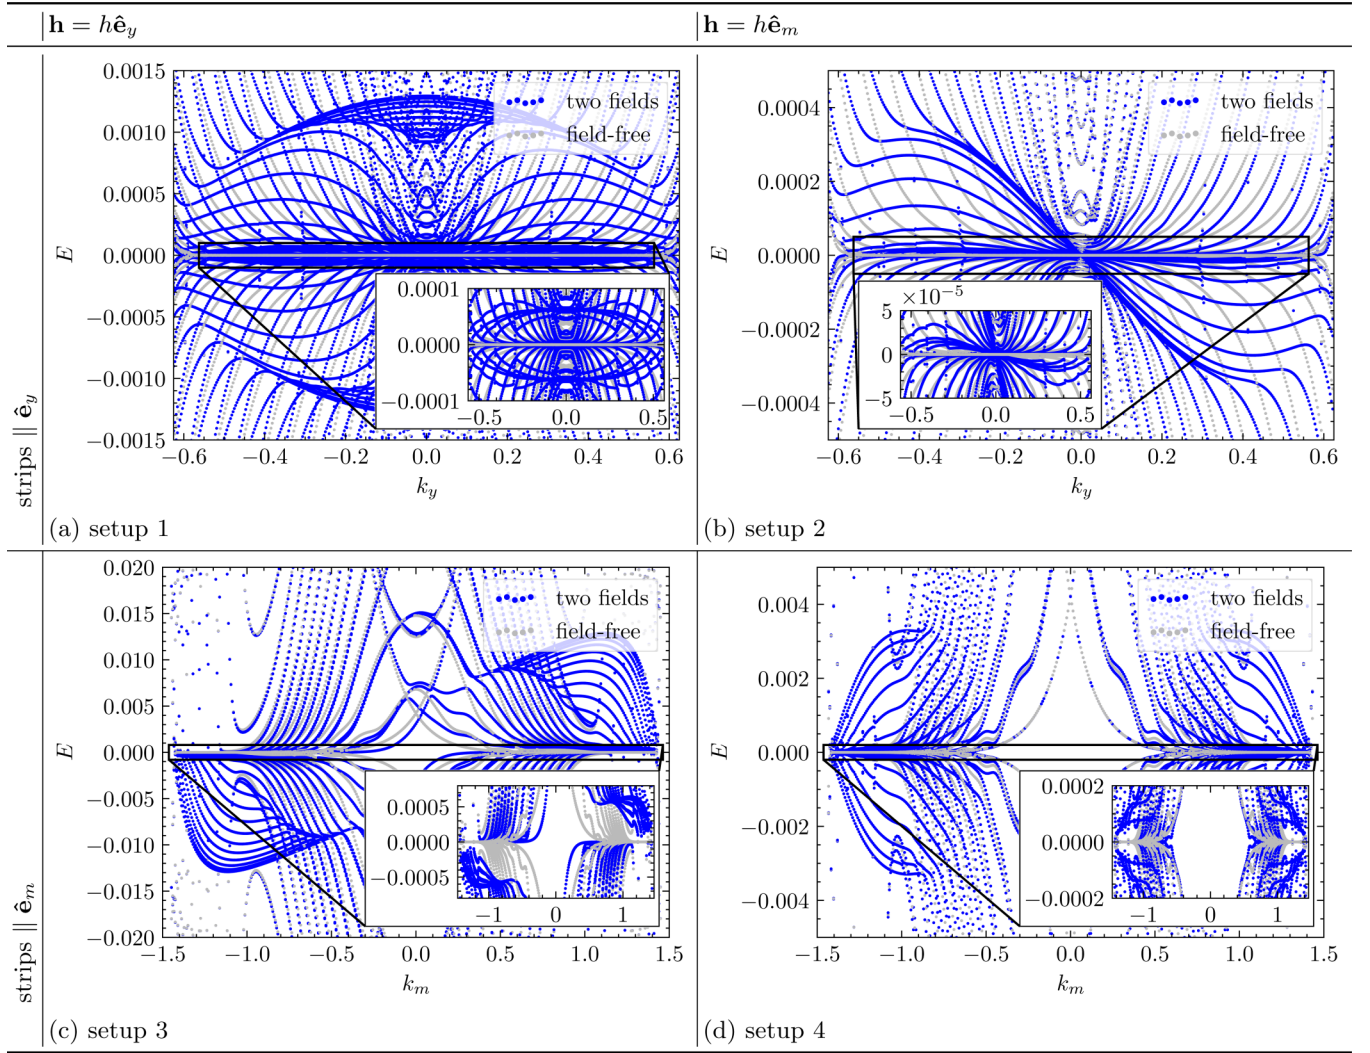 h = hê_y
h = hê_m
strips ∥ ê_y
E
0.0015
0.0010
0.0005
0.0000
−0.0005
−0.0010
−0.0015
two fields
field-free
0.0001
0.0000
−0.0001
−0.5 0.0 0.5
−0.6 −0.4 −0.2 0.0 0.2 0.4 0.6
k_y
(a) setup 1
E
0.0004
0.0002
0.0000
−0.0002
−0.0004
two fields
field-free
×10⁻⁵
5
0
−5
−0.5 0.0 0.5
−0.6 −0.4 −0.2 0.0 0.2 0.4 0.6
k_y
(b) setup 2
strips ∥ ê_m
E
0.020
0.015
0.010
0.005
0.000
−0.005
−0.010
−0.015
−0.020
two fields
field-free
0.0005
0.0000
−0.0005
−1 0 1
−1.5 −1.0 −0.5 0.0 0.5 1.0 1.5
k_m
(c) setup 3
E
0.004
0.002
0.000
−0.002
−0.004
two fields
field-free
0.0002
0.0000
−0.0002
−1 0 1
−1.5 −1.0 −0.5 0.0 0.5 1.0 1.5
k_m
(d) setup 4